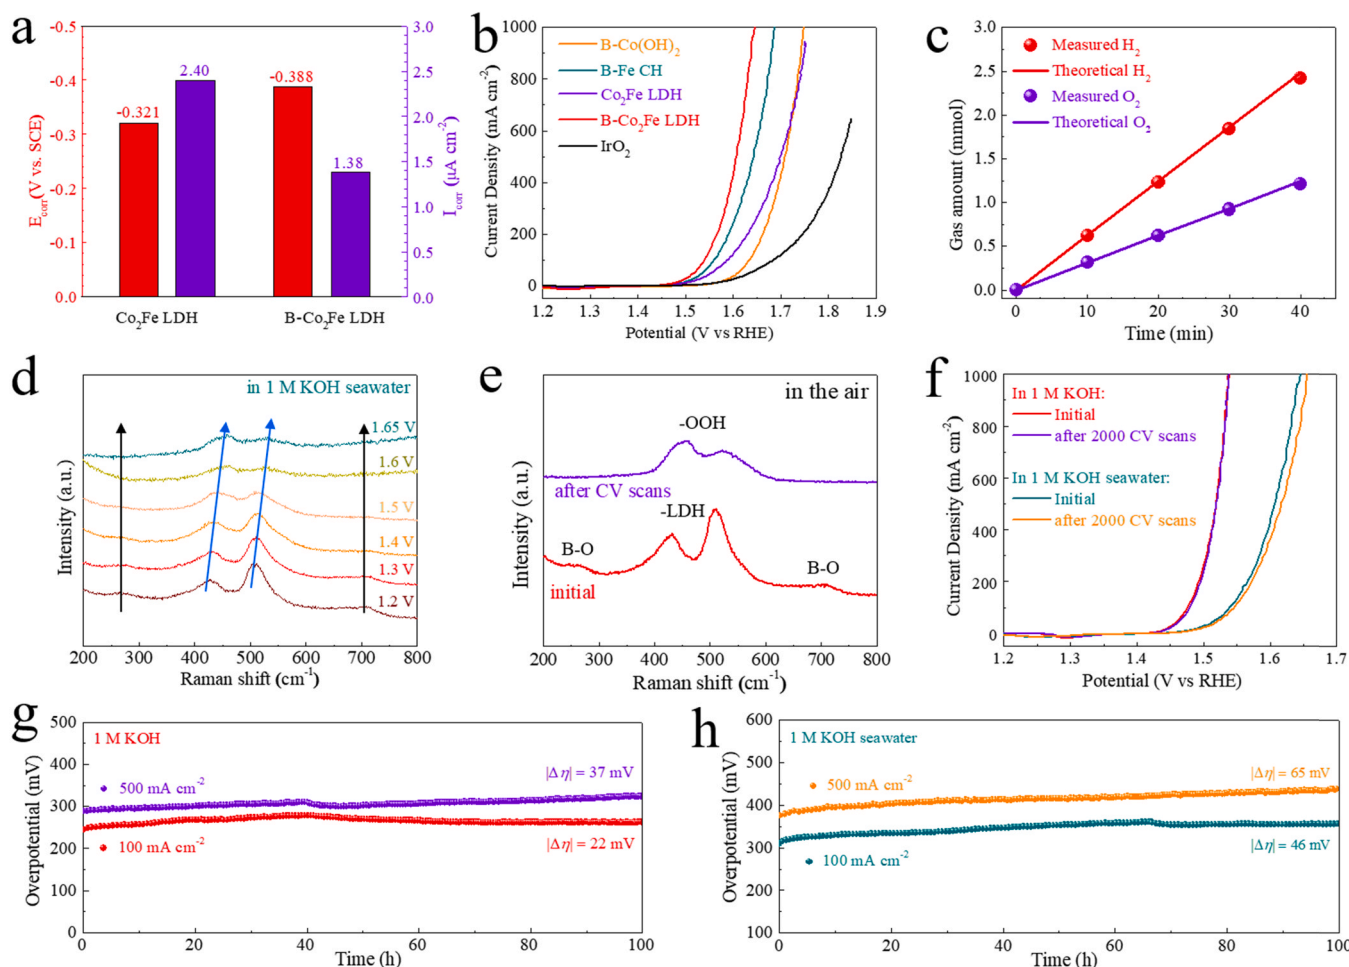 a
-0.5
-0.4
-0.3
-0.2
-0.1
0.0
E_corr (V vs. SCE)
-0.321
2.40
-0.388
1.38
3.0
2.5
2.0
1.5
1.0
0.5
0.0
I_corr (μA cm⁻²)
Co₂Fe LDH
B-Co₂Fe LDH
b
1000
800
600
400
200
0
Current Density (mA cm⁻²)
B-Co(OH)₂
B-Fe CH
Co₂Fe LDH
B-Co₂Fe LDH
IrO₂
1.2 1.3 1.4 1.5 1.6 1.7 1.8 1.9
Potential (V vs RHE)
c
3.0
2.5
2.0
1.5
1.0
0.5
0.0
Gas amount (mmol)
Measured H₂
Theoretical H₂
Measured O₂
Theoretical O₂
0 10 20 30 40
Time (min)
d
in 1 M KOH seawater
Intensity (a.u.)
1.65 V
1.6 V
1.5 V
1.4 V
1.3 V
1.2 V
200 300 400 500 600 700 800
Raman shift (cm⁻¹)
e
in the air
Intensity (a.u.)
-OOH
after CV scans
-LDH
B-O
B-O
initial
200 300 400 500 600 700 800
Raman shift (cm⁻¹)
f
1000
800
600
400
200
0
Current Density (mA cm⁻²)
In 1 M KOH:
Initial
after 2000 CV scans
In 1 M KOH seawater:
Initial
after 2000 CV scans
1.2 1.3 1.4 1.5 1.6 1.7
Potential (V vs RHE)
g
500
400
300
200
100
0
Overpotential (mV)
1 M KOH
500 mA cm⁻²
|Δη| = 37 mV
100 mA cm⁻²
|Δη| = 22 mV
0 20 40 60 80 100
Time (h)
h
600
500
400
300
200
100
Overpotential (mV)
1 M KOH seawater
500 mA cm⁻²
|Δη| = 65 mV
100 mA cm⁻²
|Δη| = 46 mV
0 20 40 60 80 100
Time (h)